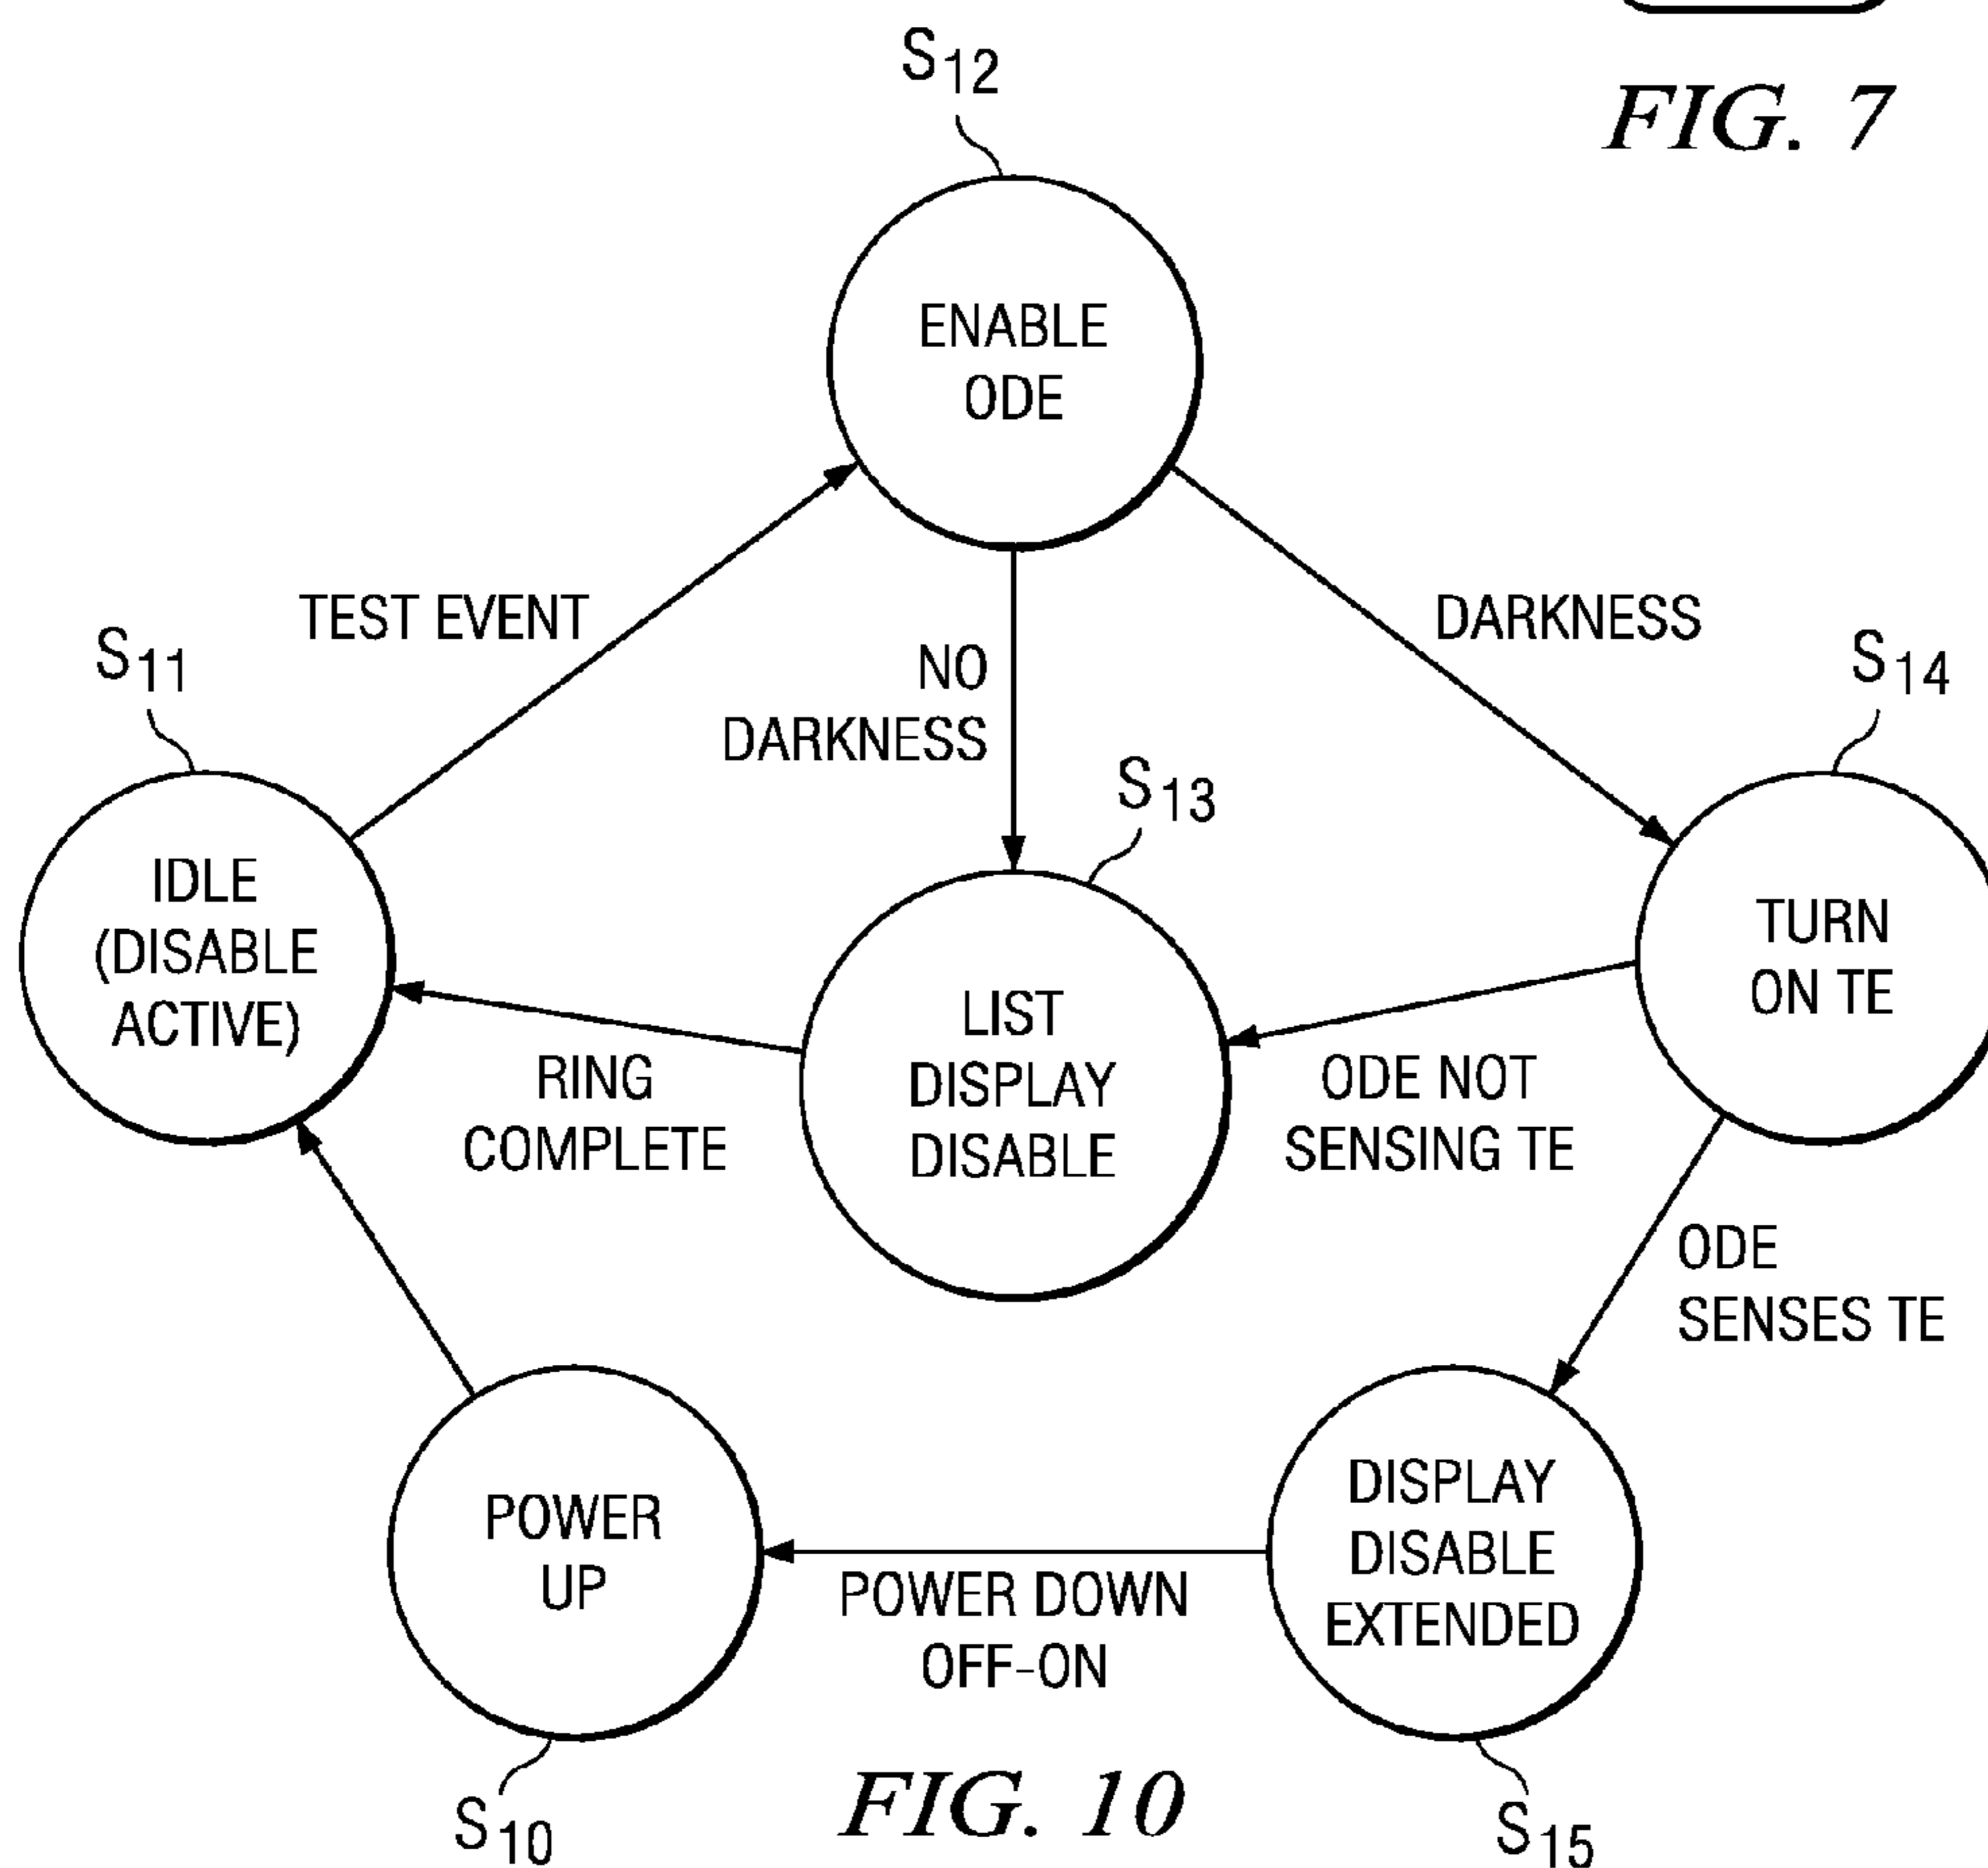 FIG. 7
S12
ENABLE
ODE
TEST EVENT
DARKNESS
NO
DARKNESS
S11
S14
S13
IDLE
(DISABLE
ACTIVE)
LIST
DISPLAY
DISABLE
TURN
ON TE
RING
COMPLETE
ODE NOT
SENSING TE
ODE
SENSES TE
POWER
UP
POWER DOWN
OFF-ON
DISPLAY
DISABLE
EXTENDED
S10
FIG. 10
S15